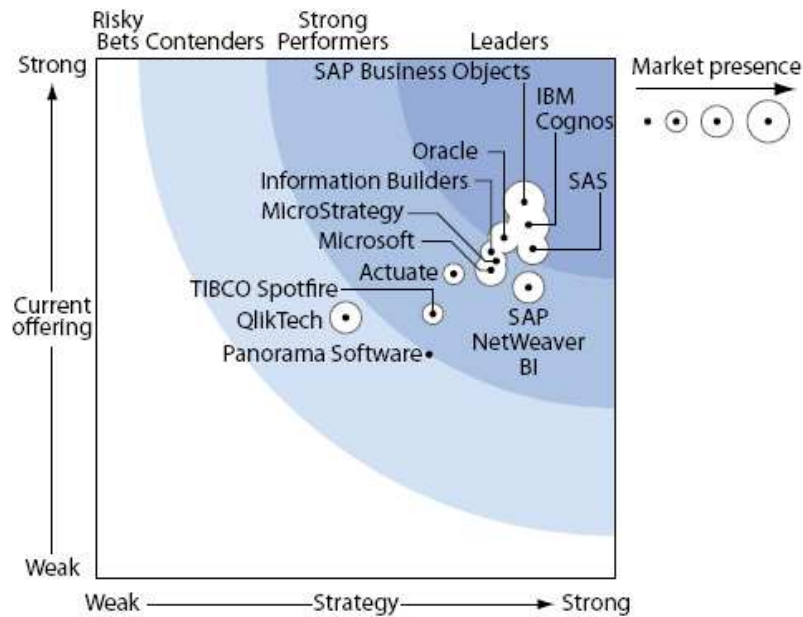 Risky
Bets
Contenders
Strong
Performers
Leaders
Strong
SAP Business Objects
Market presence
IBM
Cognos
Oracle
Information Builders
SAS
MicroStrategy
Microsoft
Actuate
TIBCO Spotfire
Current
offering
QlikTech
SAP
NetWeaver
BI
Panorama Software
Weak
Weak
Strategy
Strong